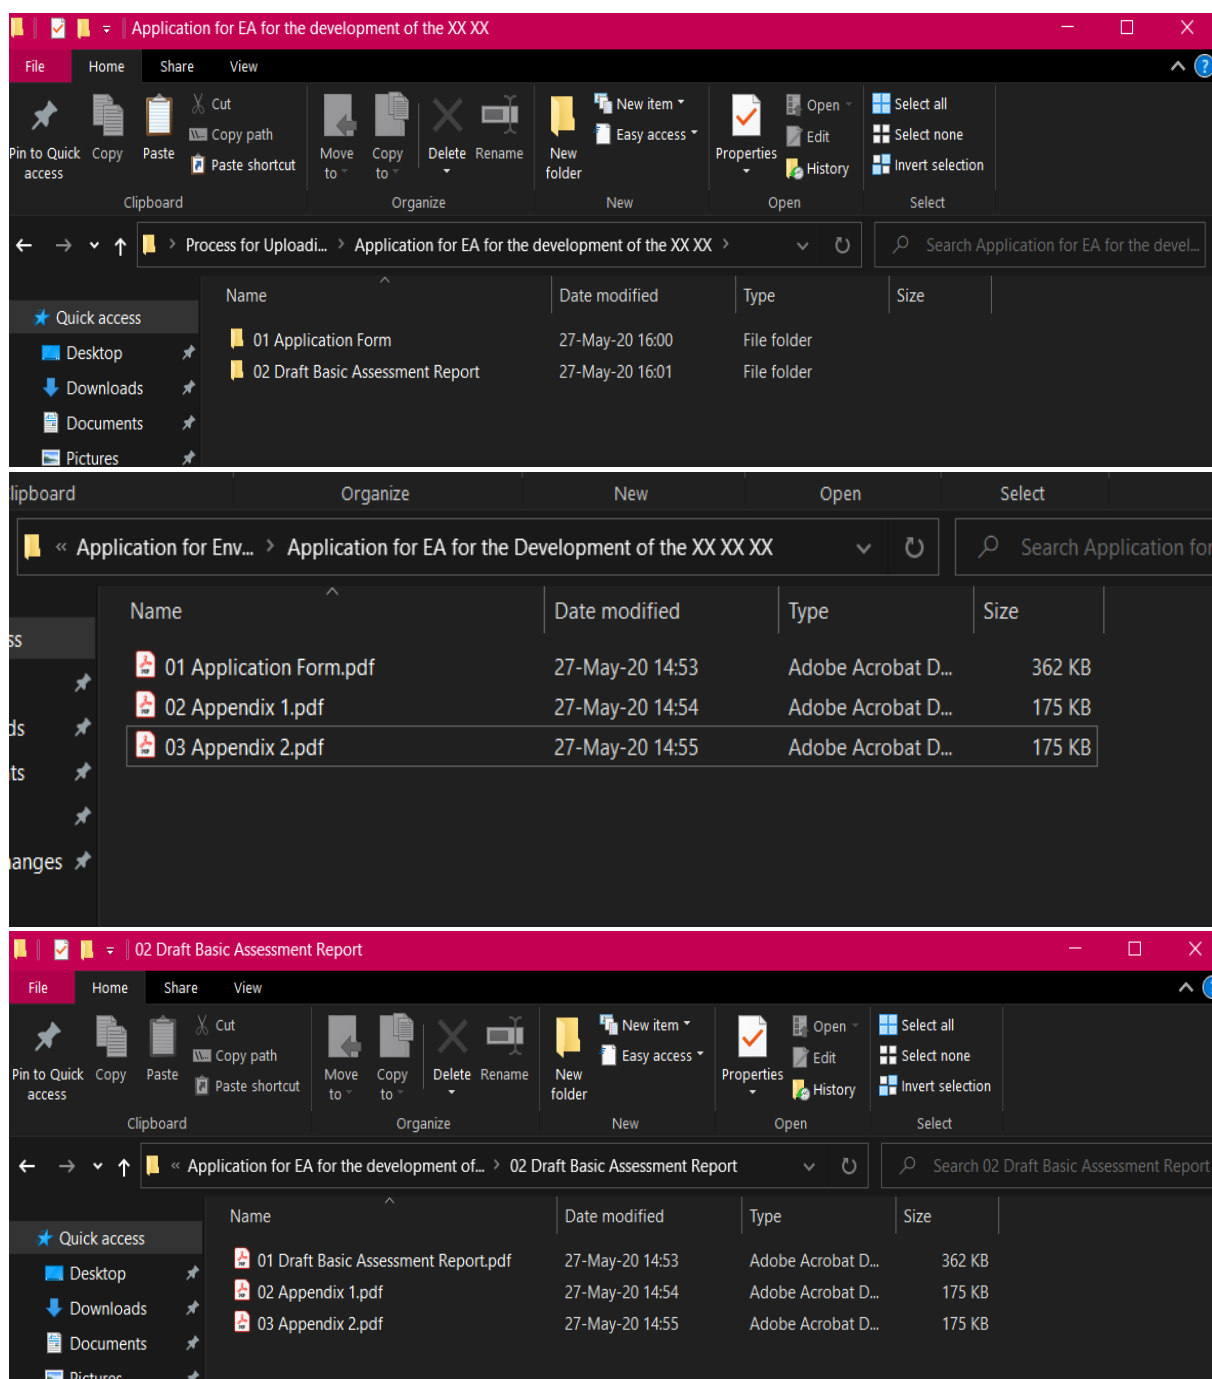 Application for EA for the development of the XX XX
File Home Share View
Pin to Quick access Copy Paste Cut Copy path Paste shortcut Move to Copy to Delete Rename New folder New item Easy access Properties Open Edit History Select all Select none Invert selection
Clipboard Organize New Open Select
Process for Uploadi... > Application for EA for the development of the XX XX > Search Application for EA for the devel...
Name Date modified Type Size
Quick access
01 Application Form 27-May-20 16:00 File folder
Desktop
02 Draft Basic Assessment Report 27-May-20 16:01 File folder
Downloads
Documents
Pictures
lipboard Organize New Open Select
« Application for Env... > Application for EA for the Development of the XX XX XX Search Application for
Name Date modified Type Size
ss
01 Application Form.pdf 27-May-20 14:53 Adobe Acrobat D... 362 KB
02 Appendix 1.pdf 27-May-20 14:54 Adobe Acrobat D... 175 KB
ds
03 Appendix 2.pdf 27-May-20 14:55 Adobe Acrobat D... 175 KB
ts
anges
02 Draft Basic Assessment Report
File Home Share View
Pin to Quick access Copy Paste Cut Copy path Paste shortcut Move to Copy to Delete Rename New folder New item Easy access Properties Open Edit History Select all Select none Invert selection
Clipboard Organize New Open Select
« Application for EA for the development of... > 02 Draft Basic Assessment Report Search 02 Draft Basic Assessment Report
Name Date modified Type Size
Quick access
01 Draft Basic Assessment Report.pdf 27-May-20 14:53 Adobe Acrobat D... 362 KB
Desktop
02 Appendix 1.pdf 27-May-20 14:54 Adobe Acrobat D... 175 KB
Downloads
03 Appendix 2.pdf 27-May-20 14:55 Adobe Acrobat D... 175 KB
Documents
Pictures